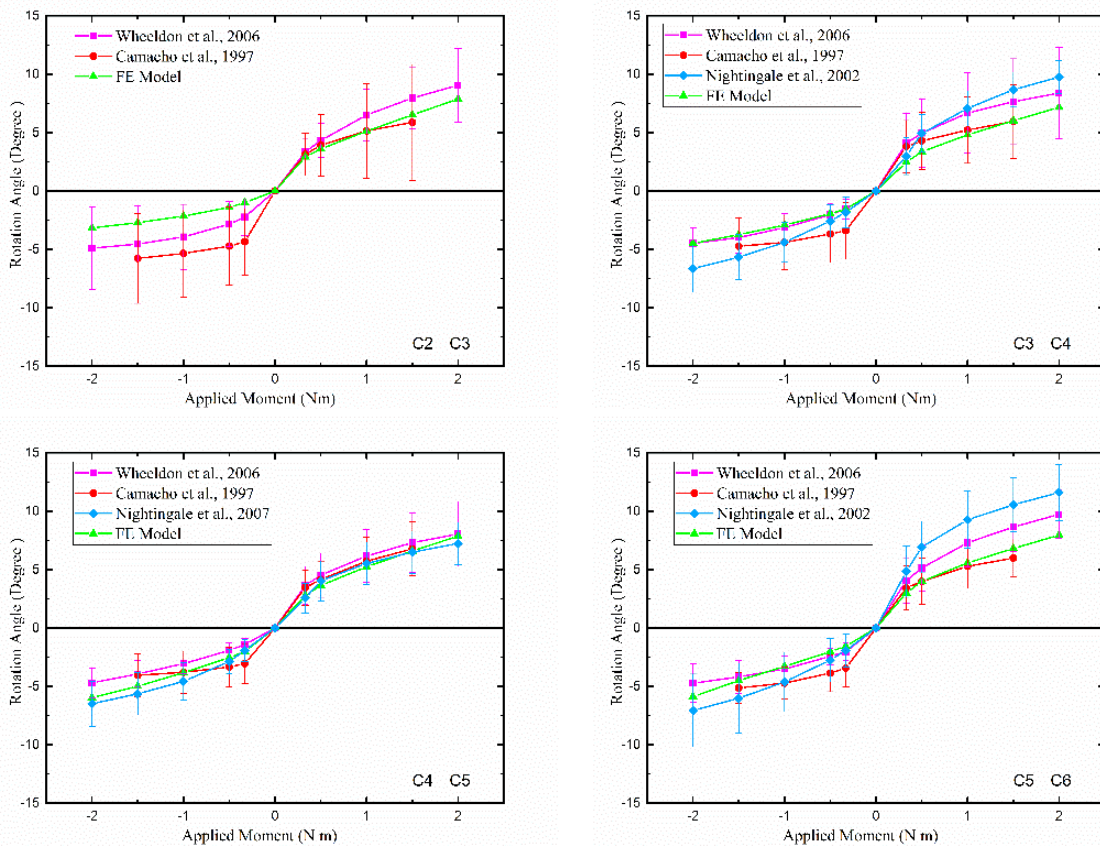 15
10
5
0
-5
-10
-15
Rotation Angle (Degree)
Wheeldon et al., 2006
Camacho et al., 1997
FE Model
C2 C3
-2 -1 0 1 2
Applied Moment (Nm)
15
10
5
0
-5
-10
-15
Rotation Angle (Degree)
Wheeldon et al., 2006
Camacho et al., 1997
Nightingale et al., 2002
FE Model
C3 C4
-2 -1 0 1 2
Applied Moment (Nm)
15
10
5
0
-5
-10
-15
Rotation Angle (Degree)
Wheeldon et al., 2006
Camacho et al., 1997
Nightingale et al., 2007
FE Model
C4 C5
-2 -1 0 1 2
Applied Moment (N m)
15
10
5
0
-5
-10
-15
Rotation Angle (Degree)
Wheeldon et al., 2006
Camacho et al., 1997
Nightingale et al., 2002
FE Model
C5 C6
-2 -1 0 1 2
Applied Moment (N m)